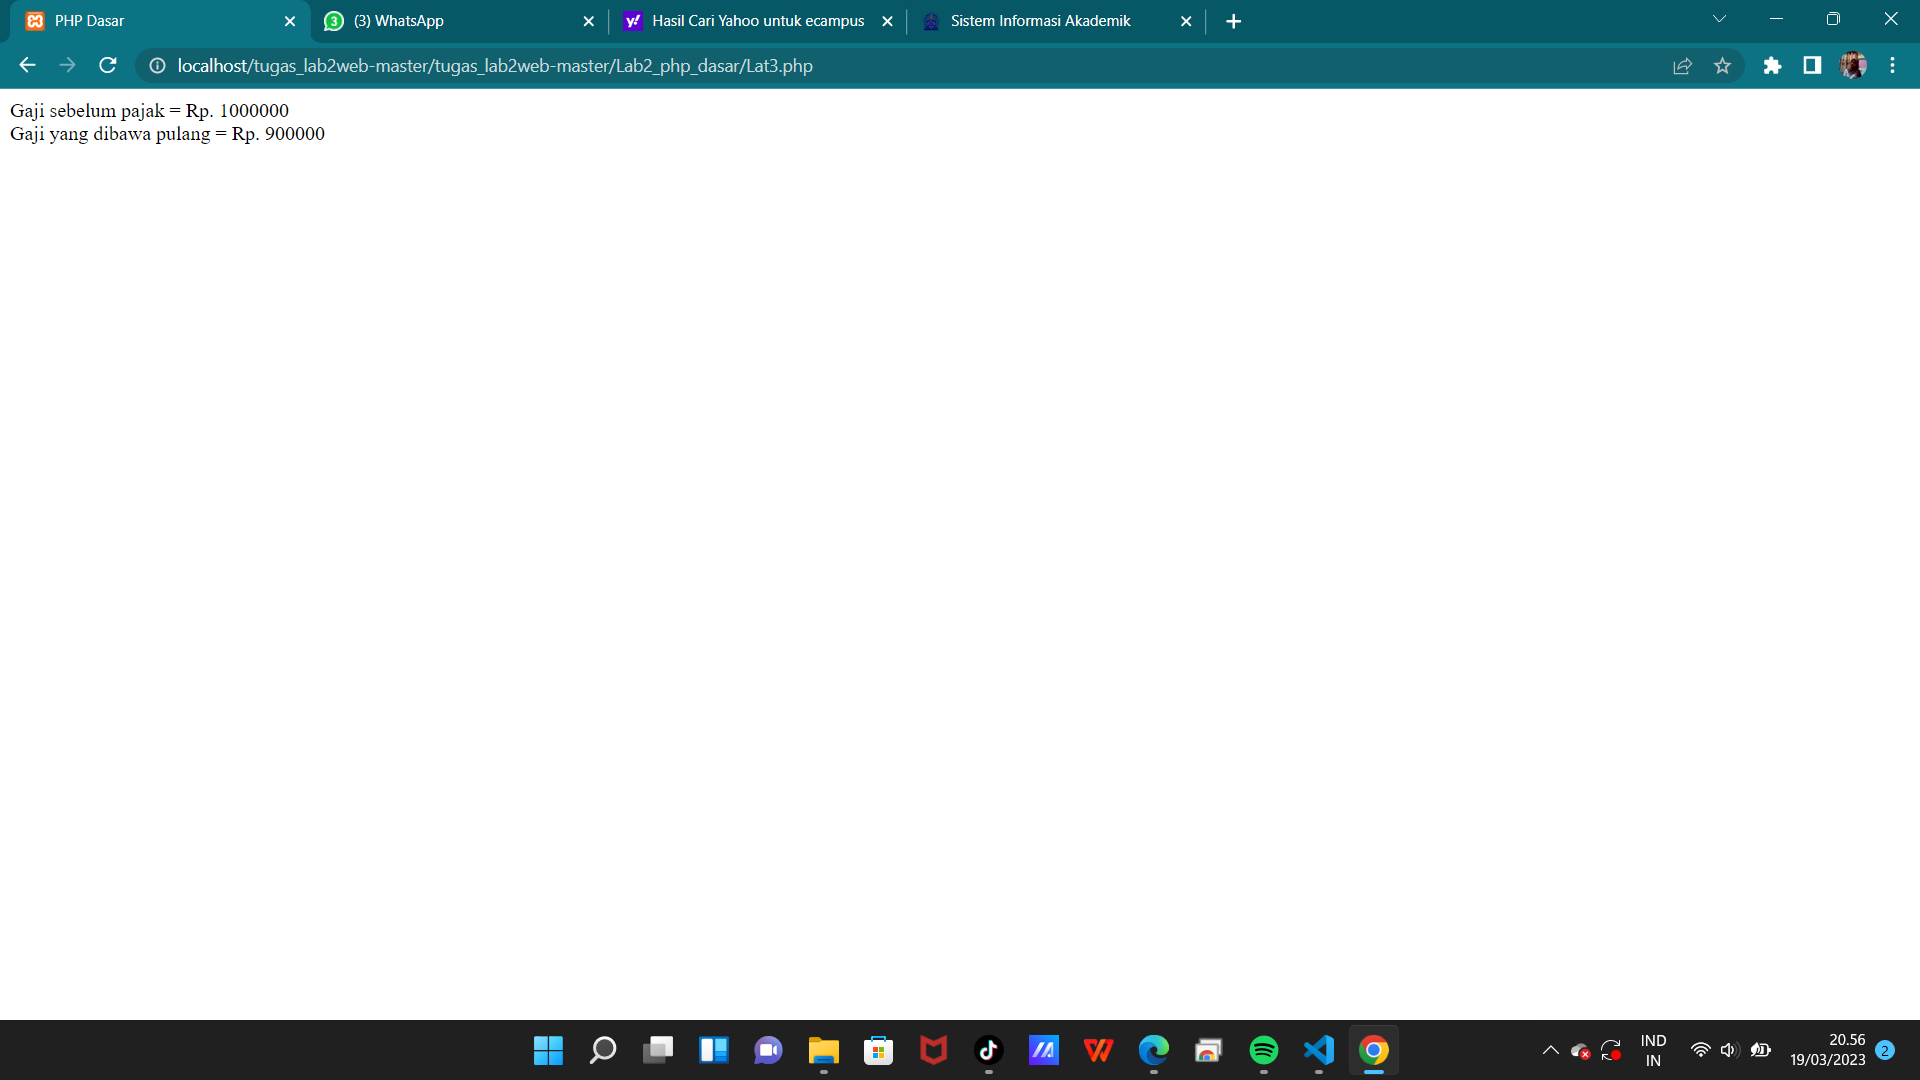 PHP Dasar
3
(3) WhatsApp
y!
Hasil Cari Yahoo untuk ecampus
Sistem Informasi Akademik
localhost/tugas_lab2web-master/tugas_lab2web-master/Lab2_php_dasar/Lat3.php
Gaji sebelum pajak = Rp. 1000000
Gaji yang dibawa pulang = Rp. 900000
IND
IN
20.56
19/03/2023
2